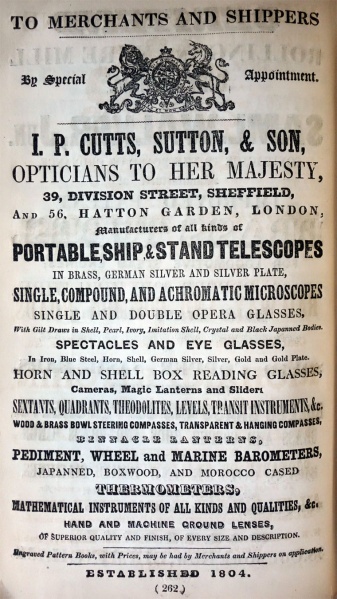 TO MERCHANTS AND SHIPPERS
By Special Appointment.
I. P. CUTTS, SUTTON, & SON,
OPTICIANS TO HER MAJESTY,
39, DIVISION STREET, SHEFFIELD,
AND 56, HATTON GARDEN, LONDON,
Manufacturers of all kinds of
PORTABLE, SHIP, & STAND TELESCOPES
IN BRASS, GERMAN SILVER AND SILVER PLATE,
SINGLE, COMPOUND, AND ACHROMATIC MICROSCOPES
SINGLE AND DOUBLE OPERA GLASSES,
With Gilt Draws in Shell, Pearl, Ivory, Imitation Shell, Crystal and Black Japanned Bodies.
SPECTACLES AND EYE GLASSES,
In Iron, Blue Steel, Horn, Shell, German Silver, Silver, Gold and Gold Plate.
HORN AND SHELL BOX READING GLASSES,
Cameras, Magic Lanterns and Sliders
SEXTANTS, QUADRANTS, THEODOLITES, LEVELS, TRANSIT INSTRUMENTS, &c.
WOOD & BRASS BOWL STEERING COMPASSES, TRANSPARENT & HANGING COMPASSES,
BINNACLE LANTERNS,
PEDIMENT, WHEEL AND MARINE BAROMETERS,
JAPANNED, BOXWOOD, AND MOROCCO CASED
THERMOMETERS,
MATHEMATICAL INSTRUMENTS OF ALL KINDS AND QUALITIES, &c.
HAND AND MACHINE GROUND LENSES,
OF SUPERIOR QUALITY AND FINISH, OF EVERY SIZE AND DESCRIPTION.
Engraved Pattern Books, with Prices, may be had by Merchants and Shippers on application.
ESTABLISHED 1804.
(262.)